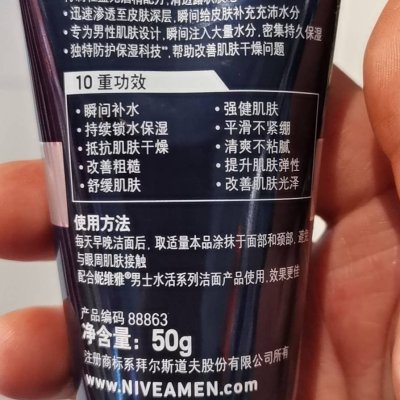 • 迅速渗透至皮肤深层，瞬间给皮肤补充充沛水分
• 专为男性肌肤设计，瞬间注入大量水分，密集持久保湿
• 独特防护保湿科技™，帮助改善肌肤干燥问题
10 重功效
• 瞬间补水 • 强健肌肤
• 持续锁水保湿 • 平滑不紧绷
• 抵抗肌肤干燥 • 清爽不粘腻
• 改善粗糙 • 提升肌肤弹性
• 舒缓肌肤 • 改善肌肤光泽
使用方法
每天早晚洁面后，取适量本品涂抹于面部和颈部，避免
与眼周肌肤接触
配合妮维雅®男士水活系列洁面产品使用，效果更佳
产品编码 88863
净含量：50g
注册商标系拜尔斯道夫股份有限公司所有
www.NIVEAMEN.com